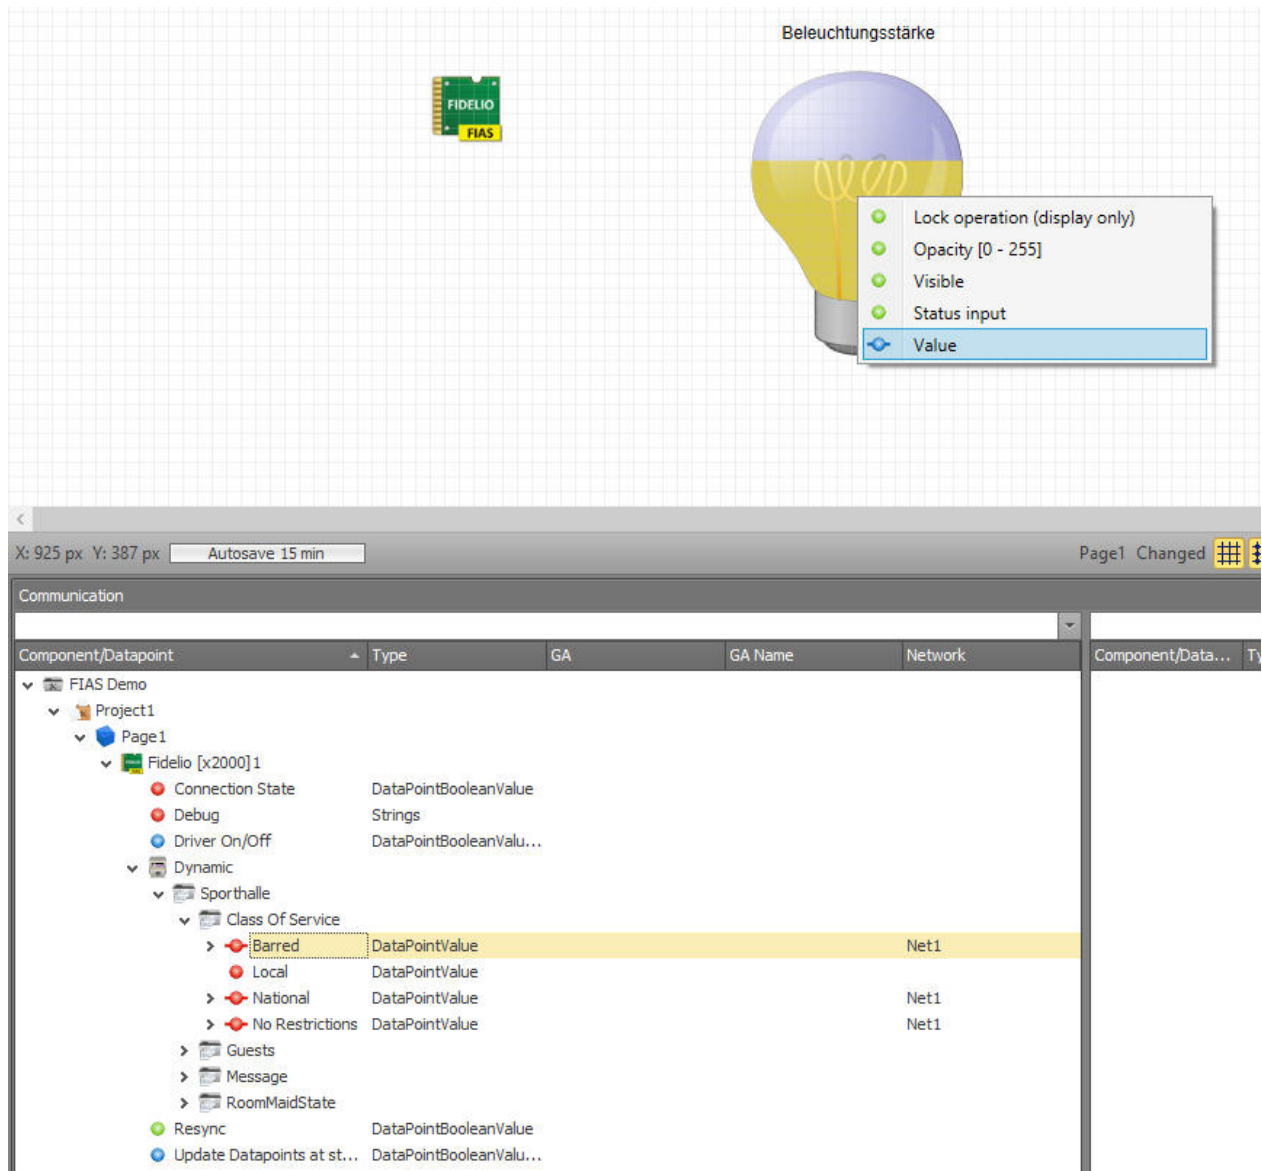 Beleuchtungsstärke
FIDELIO
FIAS
Lock operation (display only)
Opacity [0 - 255]
Visible
Status input
Value
X: 925 px Y: 387 px Autosave 15 min Page1 Changed
Communication
Component/Datapoint Type GA GA Name Network Component/Data... Ty
FIAS Demo
Project1
Page1
Fidelio [x2000]1
Connection State DataPointBooleanValue
Debug Strings
Driver On/Off DataPointBooleanValu...
Dynamic
Sporthalle
Class Of Service
Barred DataPointValue Net1
Local DataPointValue
National DataPointValue Net1
No Restrictions DataPointValue Net1
Guests
Message
RoomMaidState
Resync DataPointBooleanValue
Update Datapoints at st... DataPointBooleanValu...